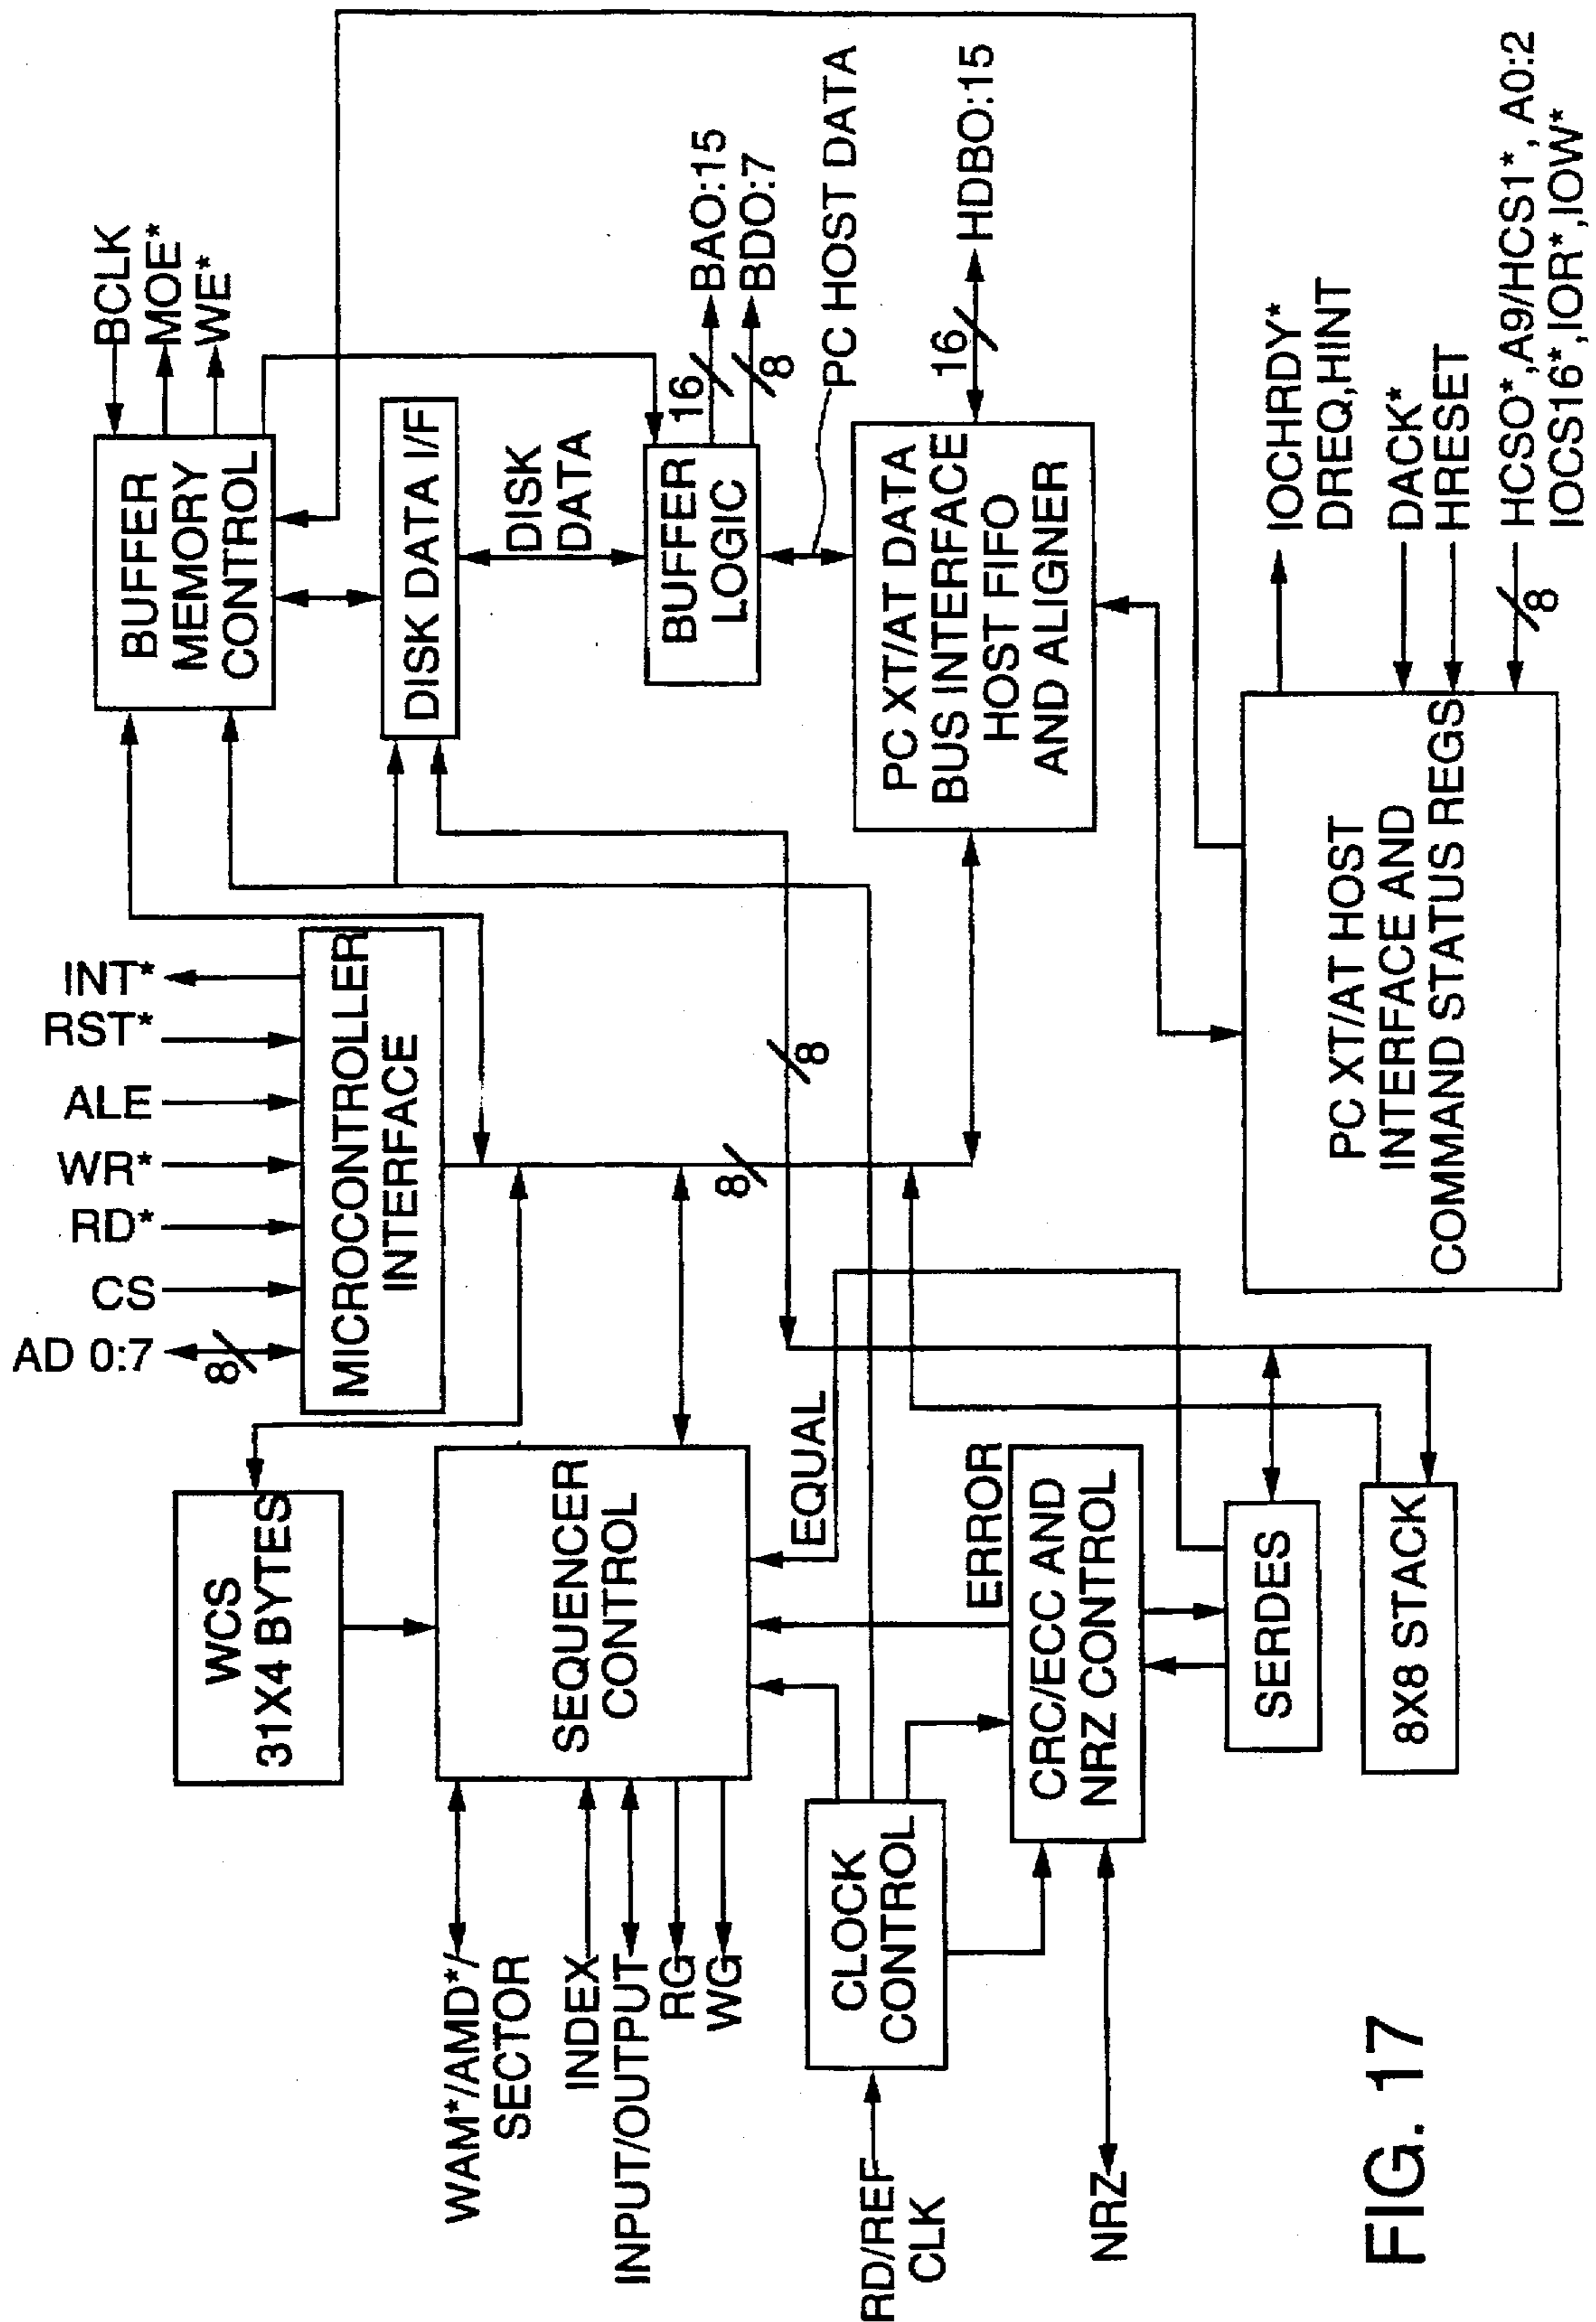 INT*
RST*
ALE
WR*
RD*
CS
AD 0:7
8
MICROCONTROLLER
INTERFACE
BCLK
MOE*
WE*
BUFFER
MEMORY
CONTROL
WCS
31X4 BYTES
DISK DATA I/F
DISK
DATA
SEQUENCER
CONTROL
WAM*/AMD*/
SECTOR
INDEX
INPUT/OUTPUT
RG
WG
BUFFER
LOGIC
16
BAO:15
BDO:7
8
PC HOST DATA
8
8
EQUAL
ERROR
PC XT/AT DATA
BUS INTERFACE
HOST FIFO
AND ALIGNER
16
HDBO:15
CLOCK
CONTROL
RD/REF
CLK
CRC/ECC AND
NRZ CONTROL
NRZ
SERDES
8X8 STACK
PC XT/AT HOST
INTERFACE AND
COMMAND STATUS REGS
IOCHRDY*
DREQ,HINT
DACK*
HRESET
HCSO*,A9/HCS1*, A0:2
IOCS16*,IOR*,IOW*
8
FIG. 17